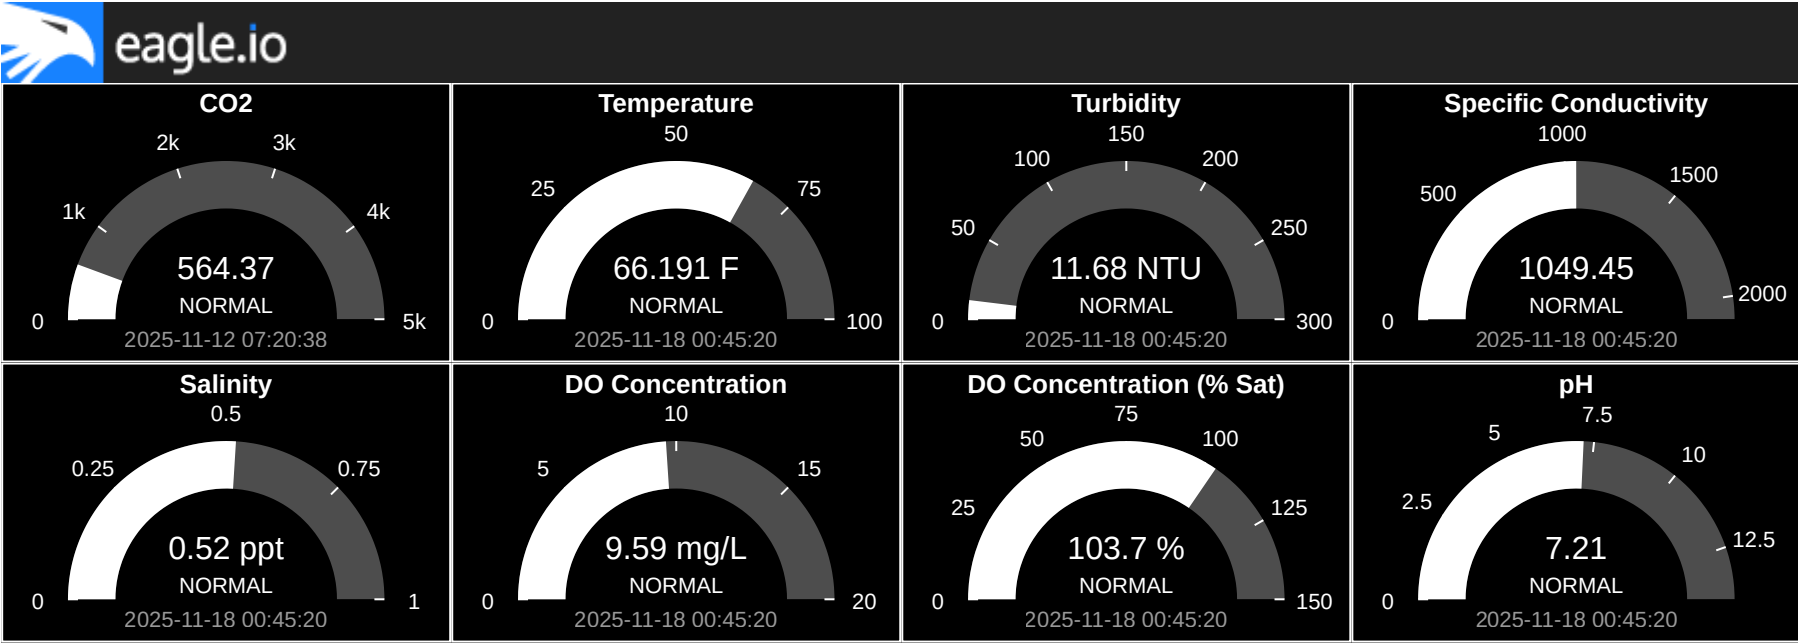 eagle.io
CO2
2k
3k
1k
4k
564.37
NORMAL
0
5k
2025-11-12 07:20:38
Temperature
50
25
75
66.191 F
NORMAL
0
100
2025-11-18 00:45:20
Turbidity
150
100
200
50
250
11.68 NTU
NORMAL
0
300
2025-11-18 00:45:20
Specific Conductivity
1000
1500
500
1049.45
2000
NORMAL
0
2025-11-18 00:45:20
Salinity
0.5
0.25
0.75
0.52 ppt
NORMAL
0
1
2025-11-18 00:45:20
DO Concentration
10
5
15
9.59 mg/L
NORMAL
0
20
2025-11-18 00:45:20
DO Concentration (% Sat)
75
50
100
25
125
103.7 %
NORMAL
0
150
2025-11-18 00:45:20
pH
7.5
5
10
2.5
12.5
7.21
NORMAL
0
2025-11-18 00:45:20